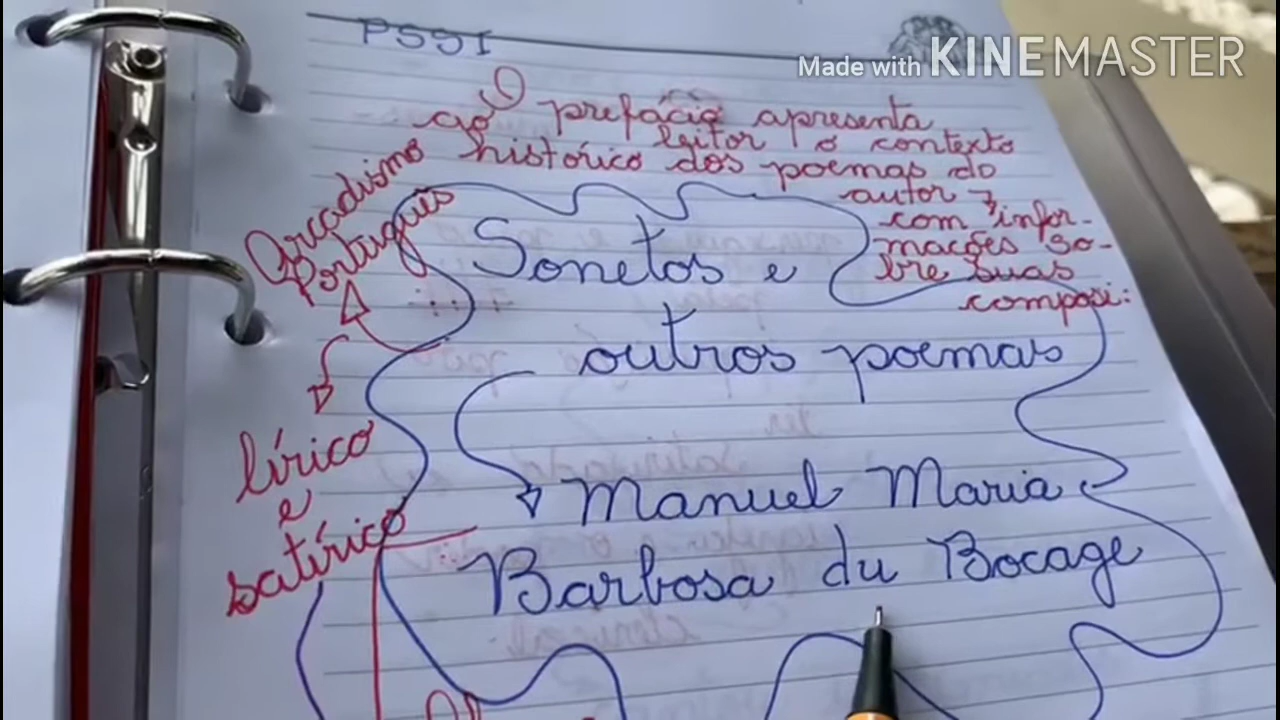 PSSI
Made with KINEMASTER
O prefácio apresenta
ao leitor o contexto
histórico dos poemas do
autor
com infor-
mações so-
bre suas
composi:
Arcadismo
Português
Sonetos e
outros poemas
lírico
e
satírico
Manuel Maria
Barbosa du Bocage